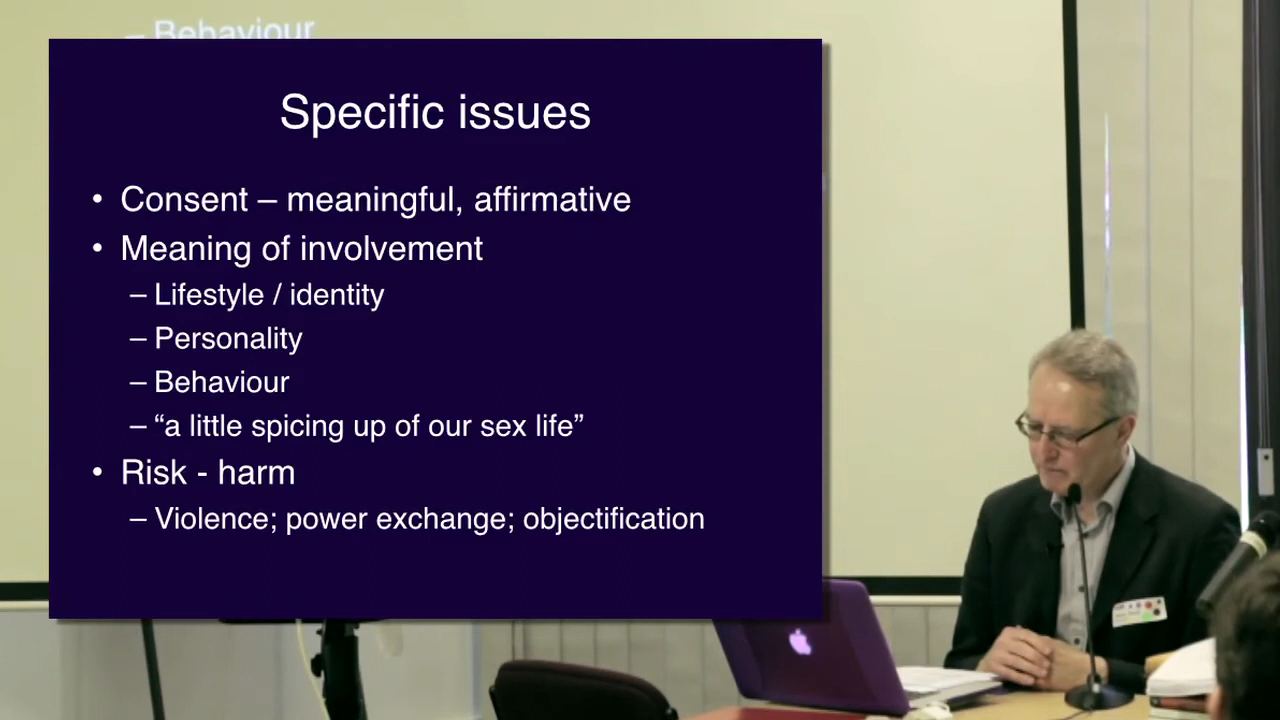 – Behaviour
Specific issues
• Consent – meaningful, affirmative
• Meaning of involvement
– Lifestyle / identity
– Personality
– Behaviour
– “a little spicing up of our sex life”
• Risk - harm
– Violence; power exchange; objectification